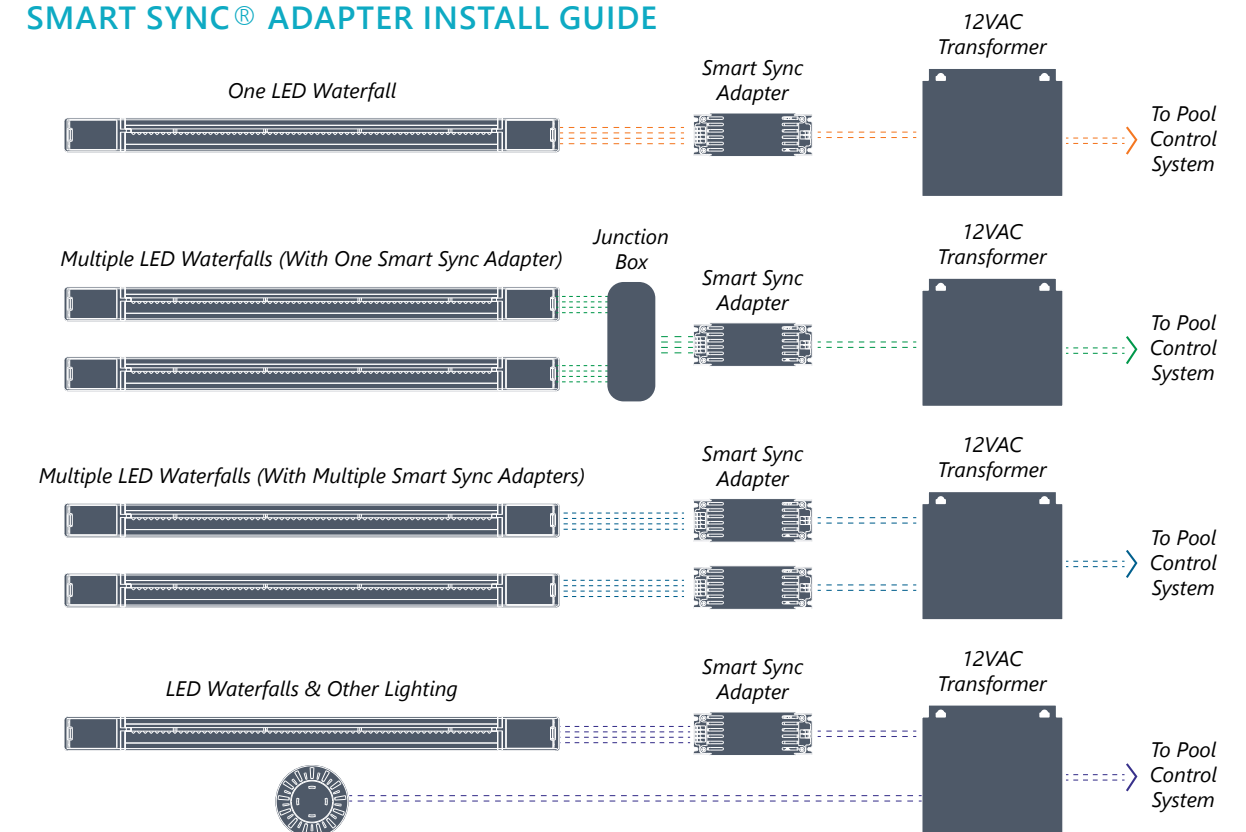 SMART SYNC® ADAPTER INSTALL GUIDE
One LED Waterfall
Smart Sync
Adapter
12VAC
Transformer
To Pool
Control
System
Multiple LED Waterfalls (With One Smart Sync Adapter)
Junction
Box
Smart Sync
Adapter
12VAC
Transformer
To Pool
Control
System
Multiple LED Waterfalls (With Multiple Smart Sync Adapters)
Smart Sync
Adapter
12VAC
Transformer
To Pool
Control
System
LED Waterfalls & Other Lighting
Smart Sync
Adapter
12VAC
Transformer
To Pool
Control
System